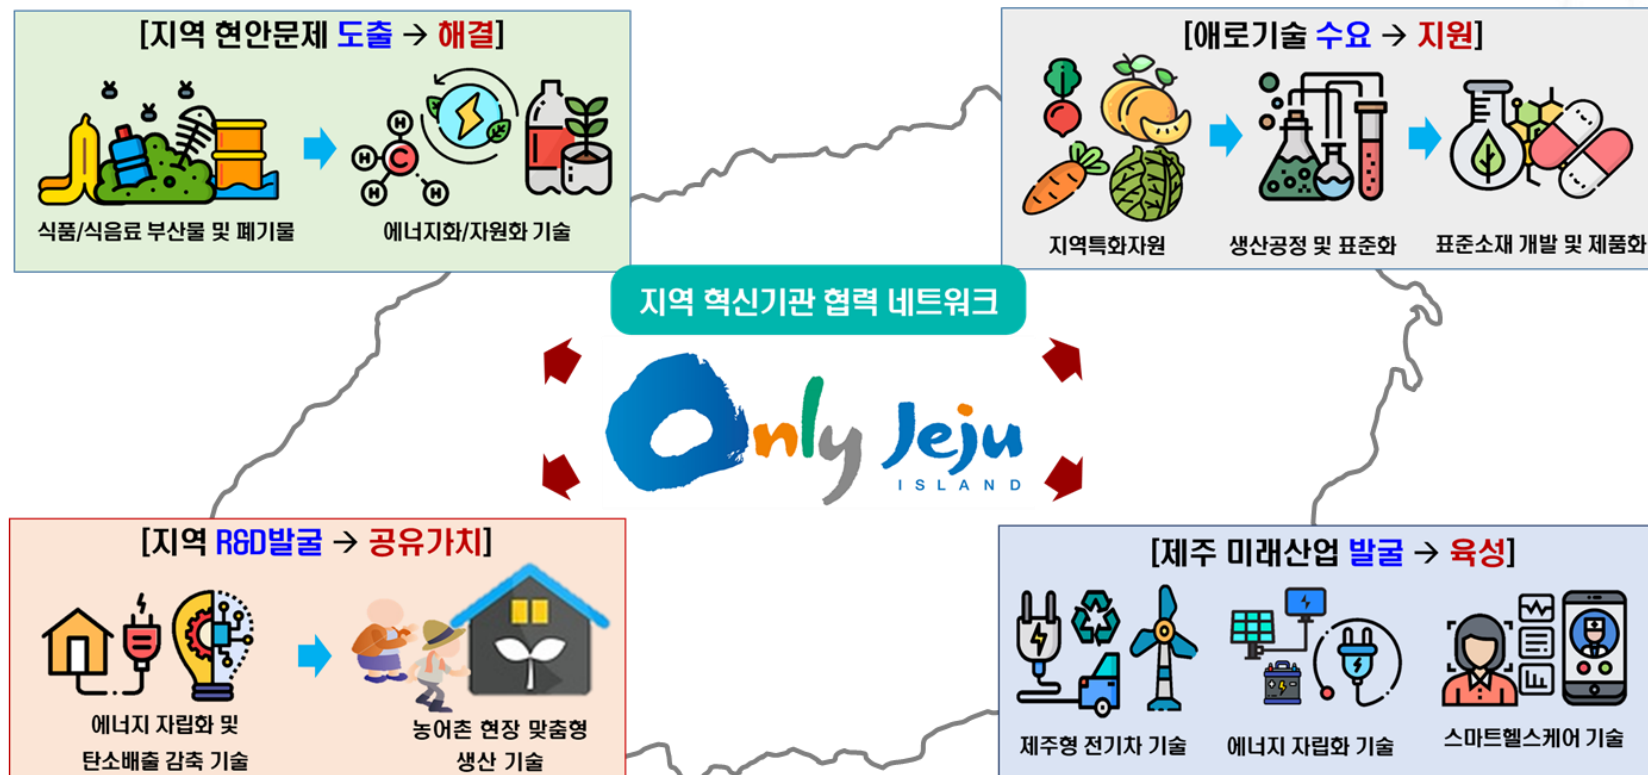 [지역 현안문제 도출 → 해결]
식품/식음료 부산물 및 폐기물
에너지화/자원화 기술
[애로기술 수요 → 지원]
지역특화자원
생산공정 및 표준화
표준소재 개발 및 제품화
지역 혁신기관 협력 네트워크
Only Jeju
ISLAND
[지역 R&D발굴 → 공유가치]
에너지 자립화 및
탄소배출 감축 기술
농어촌 현장 맞춤형
생산 기술
[제주 미래산업 발굴 → 육성]
제주형 전기차 기술
에너지 자립화 기술
스마트헬스케어 기술
H
H
C
H
H